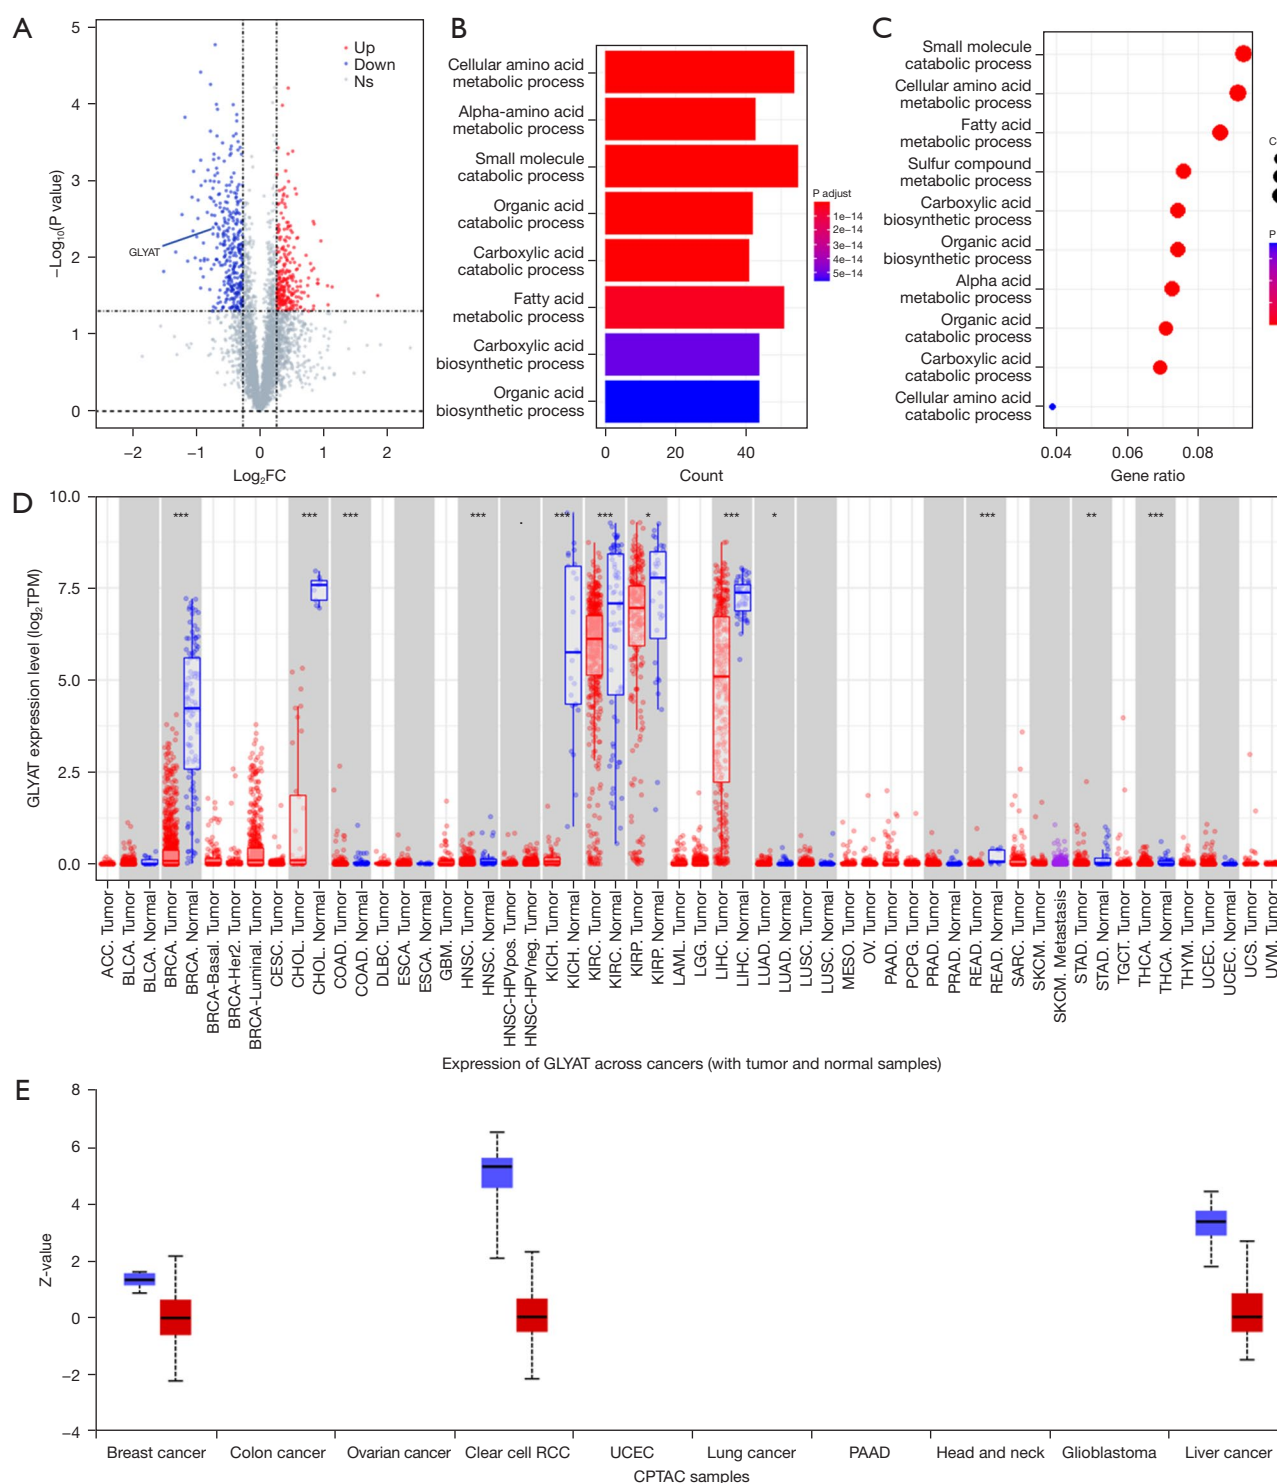 A
5
4
3
2
1
0
−Log10(P value)
Up
Down
Ns
GLYAT
−2
−1
0
1
2
Log2FC
B
Cellular amino acid
metabolic process
Alpha-amino acid
metabolic process
Small molecule
catabolic process
Organic acid
catabolic process
Carboxylic acid
catabolic process
Fatty acid
metabolic process
Carboxylic acid
biosynthetic process
Organic acid
biosynthetic process
0
20
40
Count
P adjust
1e−14
2e−14
3e−14
4e−14
5e−14
C
Small molecule
catabolic process
Cellular amino acid
metabolic process
Fatty acid
metabolic process
Sulfur compound
metabolic process
Carboxylic acid
biosynthetic process
Organic acid
biosynthetic process
Alpha acid
metabolic process
Organic acid
catabolic process
Carboxylic acid
catabolic process
Cellular amino acid
catabolic process
0.04
0.06
0.08
Gene ratio
C
P
D
10.0
7.5
5.0
2.5
0.0
GLYAT expression level (log2TPM)
***
***
***
***
.
***
***
*
***
*
***
**
***
ACC. Tumor
BLCA. Tumor
BLCA. Normal
BRCA. Tumor
BRCA. Normal
BRCA-Basal. Tumor
BRCA-Her2. Tumor
BRCA-Luminal. Tumor
CESC. Tumor
CHOL. Tumor
CHOL. Normal
COAD. Tumor
COAD. Normal
DLBC. Tumor
ESCA. Tumor
ESCA. Normal
GBM. Tumor
HNSC. Tumor
HNSC. Normal
HNSC-HPVpos. Tumor
HNSC-HPVneg. Tumor
KICH. Tumor
KICH. Normal
KIRC. Tumor
KIRC. Normal
KIRP. Tumor
KIRP. Normal
LAML. Tumor
LGG. Tumor
LIHC. Tumor
LIHC. Normal
LUAD. Tumor
LUAD. Normal
LUSC. Tumor
LUSC. Normal
MESO. Tumor
OV. Tumor
PAAD. Tumor
PCPG. Tumor
PRAD. Tumor
PRAD. Normal
READ. Tumor
READ. Normal
SARC. Tumor
SKCM. Tumor
SKCM. Metastasis
STAD. Tumor
STAD. Normal
TGCT. Tumor
THCA. Tumor
THCA. Normal
THYM. Tumor
UCEC. Tumor
UCEC. Normal
UCS. Tumor
UVM. Tumor
Expression of GLYAT across cancers (with tumor and normal samples)
E
8
6
4
2
0
−2
−4
Z-value
Breast cancer
Colon cancer
Ovarian cancer
Clear cell RCC
UCEC
Lung cancer
PAAD
Head and neck
Glioblastoma
Liver cancer
CPTAC samples